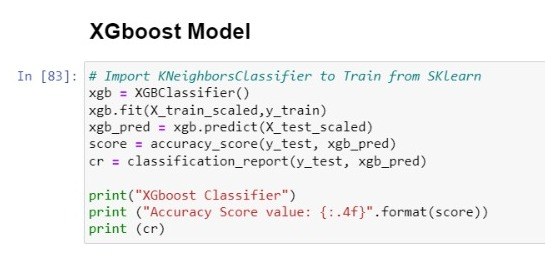 XGboost Model
In [83]: # Import KNeighborsClassifier to Train from SKlearn
xgb = XGBClassifier()
xgb.fit(X_train_scaled,y_train)
xgb_pred = xgb.predict(X_test_scaled)
score = accuracy_score(y_test, xgb_pred)
cr = classification_report(y_test, xgb_pred)
print("XGboost Classifier")
print ("Accuracy Score value: {:.4f}".format(score))
print (cr)